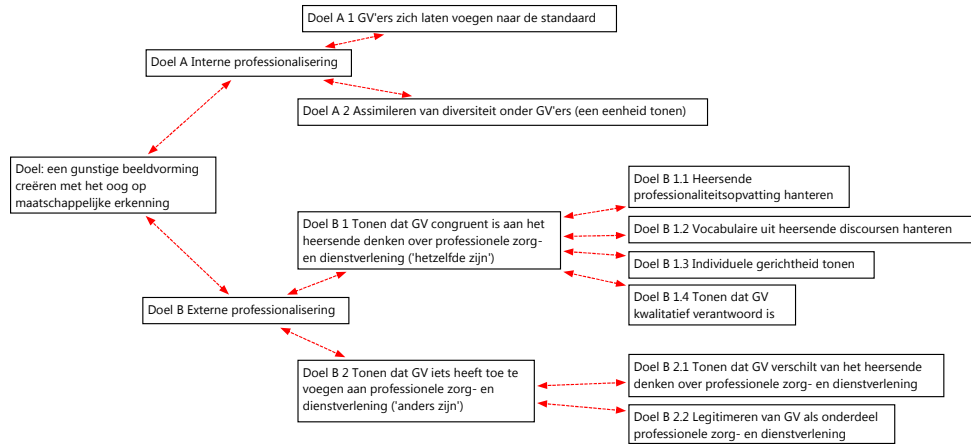 Doel A 1 GV'ers zich laten voegen naar de standaard
Doel A Interne professionalisering
Doel A 2 Assimileren van diversiteit onder GV'ers (een eenheid tonen)
Doel: een gunstige beeldvorming
creëren met het oog op
maatschappelijke erkenning
Doel B 1 Tonen dat GV congruent is aan het
heersende denken over professionele zorg-
en dienstverlening ('hetzelfde zijn')
Doel B 1.1 Heersende
professionaliteitsopvatting hanteren
Doel B 1.2 Vocabulaire uit heersende discoursen hanteren
Doel B 1.3 Individuele gerichtheid tonen
Doel B 1.4 Tonen dat GV
kwalitatief verantwoord is
Doel B Externe professionalisering
Doel B 2 Tonen dat GV iets heeft toe te
voegen aan professionele zorg- en
dienstverlening ('anders zijn')
Doel B 2.1 Tonen dat GV verschilt van het heersende
denken over professionele zorg- en dienstverlening
Doel B 2.2 Legitimeren van GV als onderdeel
professionele zorg- en dienstverlening